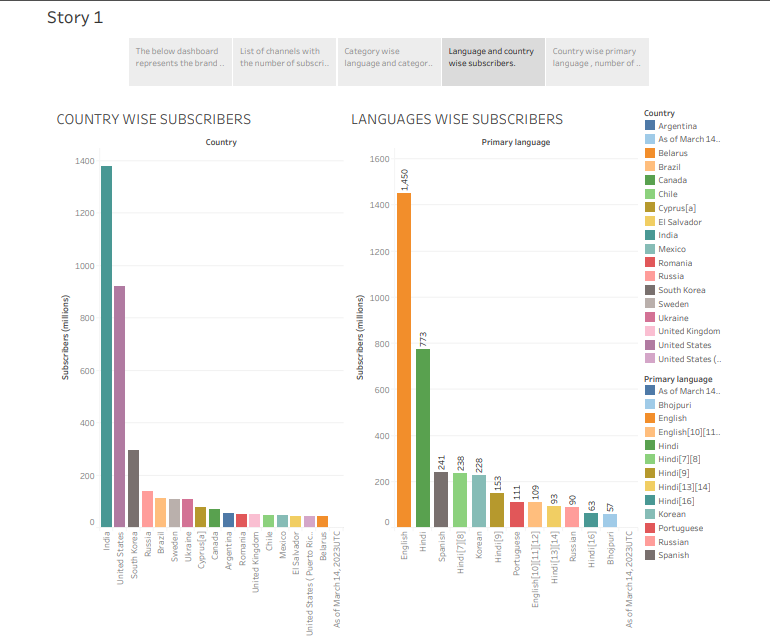 Story 1
The below dashboard
represents the brand ..
List of channels with
the number of subscri..
Category wise
language and categor..
Language and country
wise subscribers.
Country wise primary
language , number of ..
COUNTRY WISE SUBSCRIBERS
Country
Subscribers (millions)
1400
1200
1000
800
600
400
200
0
India
United States
South Korea
Russia
Brazil
Sweden
Ukraine
Cyprus[a]
Canada
Argentina
Romania
United Kingdom
Chile
Mexico
El Salvador
United States ( Puerto Ric..
Belarus
As of March 14, 2023UTC
LANGUAGES WISE SUBSCRIBERS
Primary language
Subscribers (millions)
1600
1400
1200
1000
800
600
400
200
0
1,450
773
241
238
228
153
111
109
93
90
63
57
English
Hindi
Spanish
Hindi[7][8]
Korean
Hindi[9]
Portuguese
English[10][11][12]
Hindi[13][14]
Russian
Hindi[16]
Bhojpuri
As of March 14, 2023UTC
Country
Argentina
As of March 14..
Belarus
Brazil
Canada
Chile
Cyprus[a]
El Salvador
India
Mexico
Romania
Russia
South Korea
Sweden
Ukraine
United Kingdom
United States
United States (..
Primary language
As of March 14..
Bhojpuri
English
English[10][11..
Hindi
Hindi[7][8]
Hindi[9]
Hindi[13][14]
Hindi[16]
Korean
Portuguese
Russian
Spanish